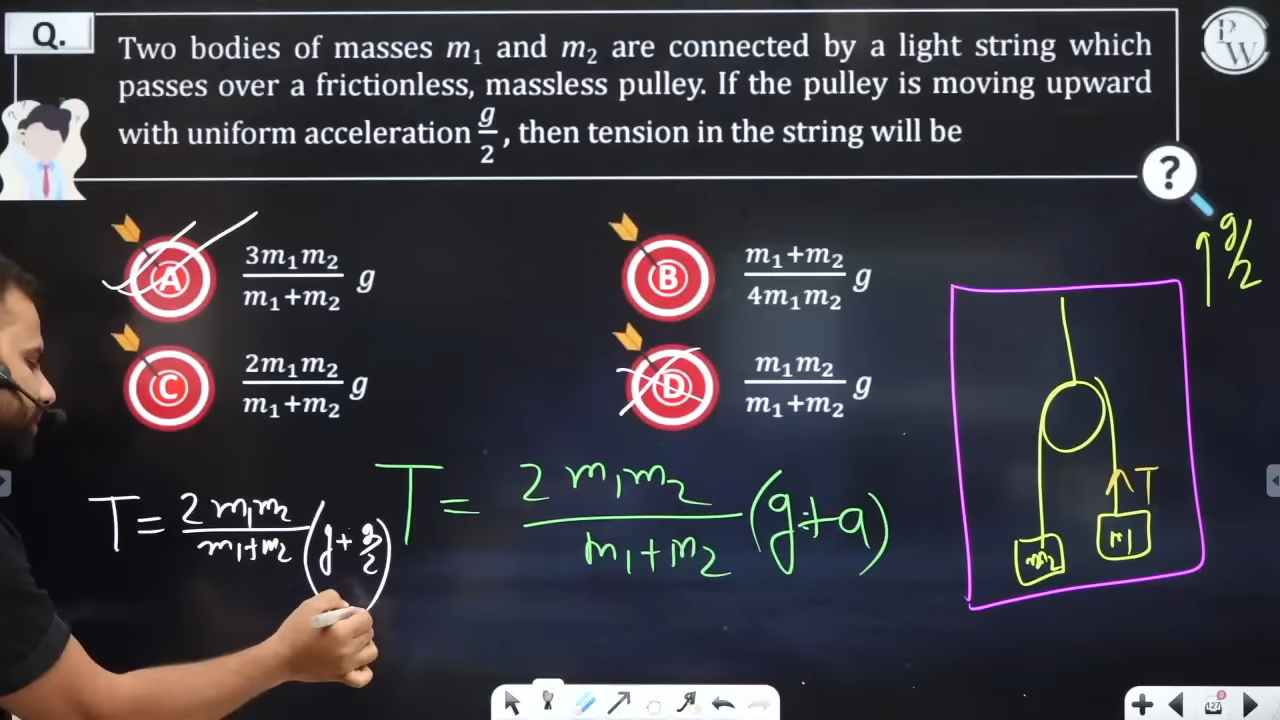 Q.
Two bodies of masses m₁ and m₂ are connected by a light string which
passes over a frictionless, massless pulley. If the pulley is moving upward
with uniform acceleration g/2, then tension in the string will be
PW
?
↑ g/2
A 3m₁m₂/m₁+m₂ g
B m₁+m₂/4m₁m₂ g
C 2m₁m₂/m₁+m₂ g
D m₁m₂/m₁+m₂ g
T = 2m₁m₂/m₁+m₂ (g + g/2)
T = 2m₁m₂/m₁+m₂ (g+a)
T
m₂
m₁
127